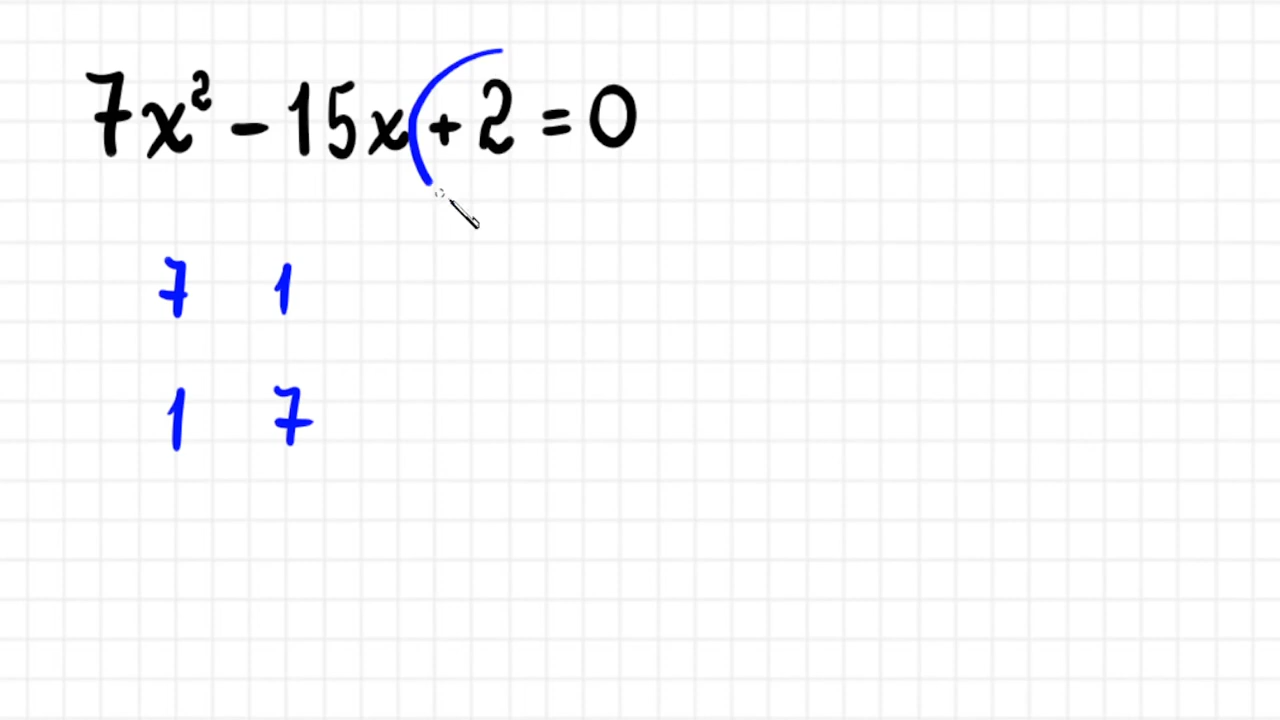 7x² - 15x + 2 = 0
7 1
1 7